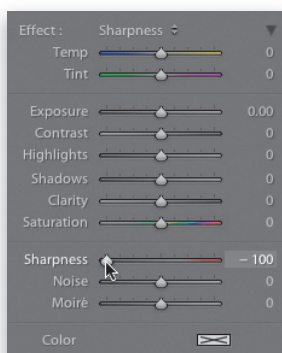 Effect : Sharpness
Temp 0
Tint 0
Exposure 0.00
Contrast 0
Highlights 0
Shadows 0
Clarity 0
Saturation 0
Sharpness – 100
Noise 0
Moiré 0
Color